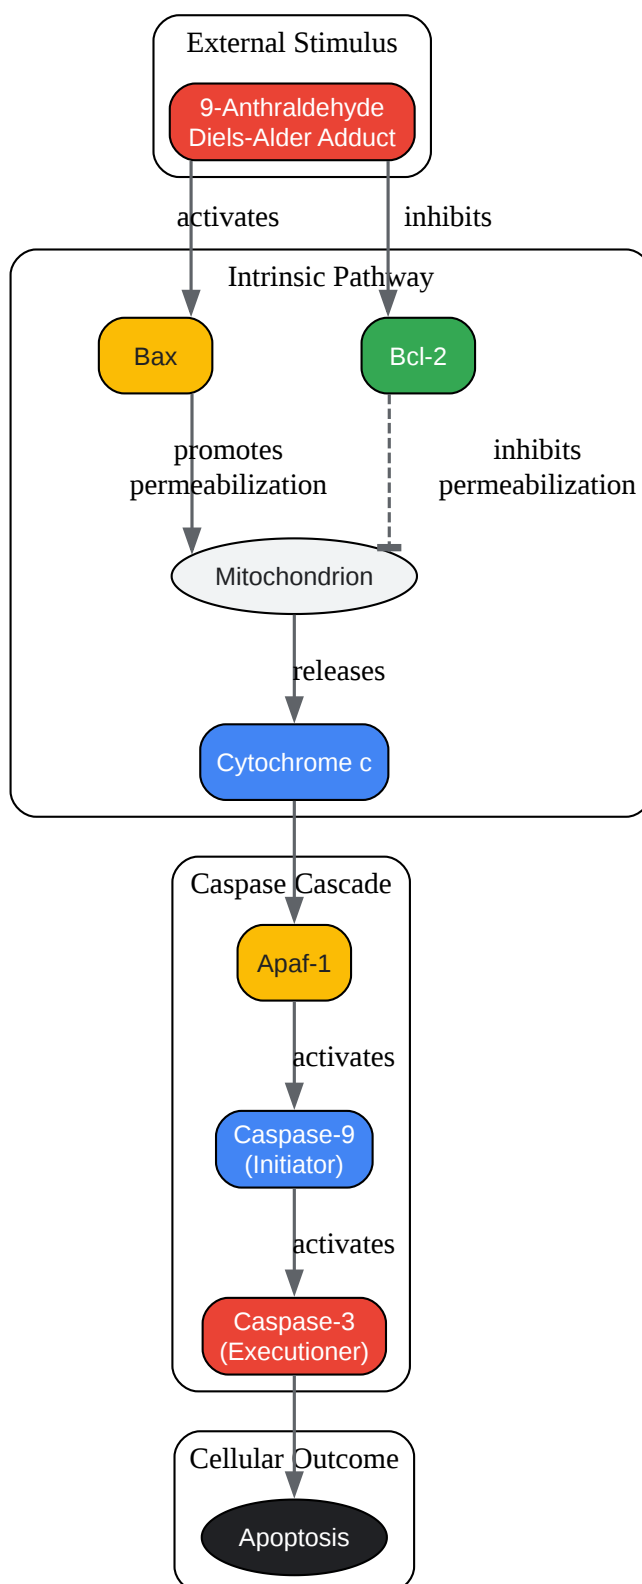 External Stimulus
9-Anthraldehyde
Diels-Alder Adduct
activates
inhibits
Intrinsic Pathway
Bax
Bcl-2
promotes
permeabilization
inhibits
permeabilization
Mitochondrion
releases
Cytochrome c
Caspase Cascade
Apaf-1
activates
Caspase-9
(Initiator)
activates
Caspase-3
(Executioner)
Cellular Outcome
Apoptosis